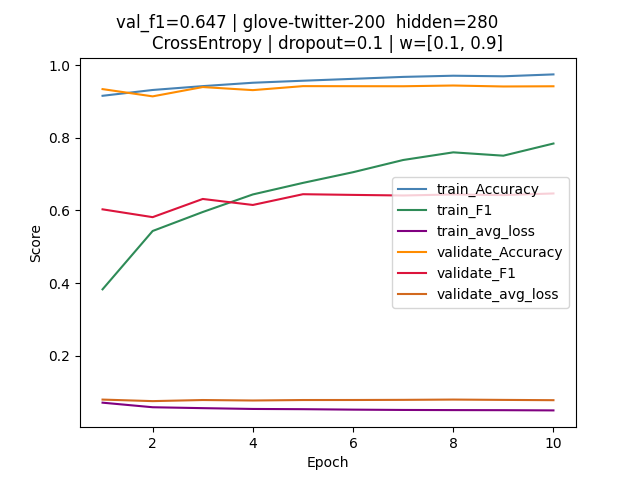 val_f1=0.647 | glove-twitter-200  hidden=280
CrossEntropy | dropout=0.1 | w=[0.1, 0.9]
1.0
0.8
0.6
0.4
0.2
Score
train_Accuracy
train_F1
train_avg_loss
validate_Accuracy
validate_F1
validate_avg_loss
2 4 6 8 10
Epoch